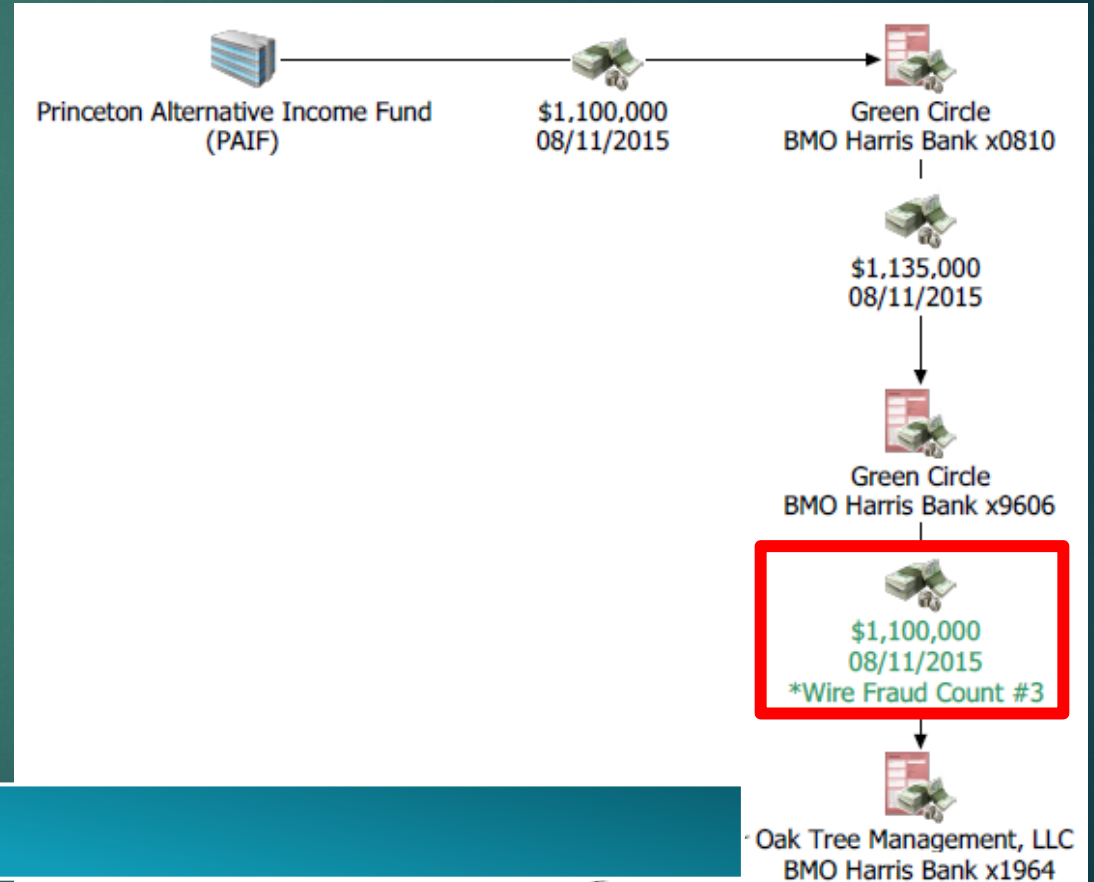 Princeton Alternative Income Fund
(PAIF)
$1,100,000
08/11/2015
Green Circle
BMO Harris Bank x0810
$1,135,000
08/11/2015
Green Circle
BMO Harris Bank x9606
$1,100,000
08/11/2015
*Wire Fraud Count #3
Oak Tree Management, LLC
BMO Harris Bank x1964